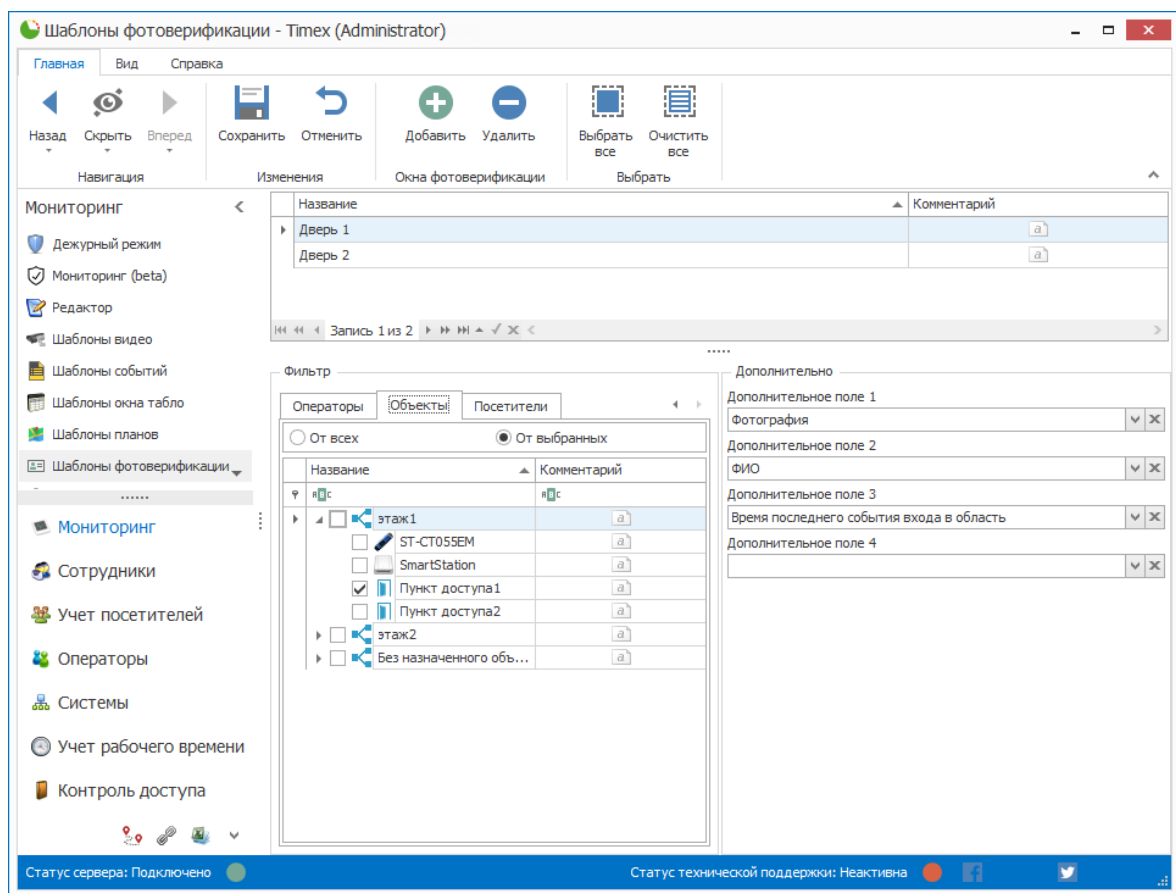 Шаблоны фотоверификации - Timex (Administrator)
Главная Вид Справка
Назад Скрыть Вперед Сохранить Отменить Добавить Удалить Выбрать все Очистить все
Навигация Изменения Окна фотоверификации Выбрать
Мониторинг
Дежурный режим
Мониторинг (beta)
Редактор
Шаблоны видео
Шаблоны событий
Шаблоны окна табло
Шаблоны планов
Шаблоны фотоверификации
Мониторинг
Сотрудники
Учет посетителей
Операторы
Системы
Учет рабочего времени
Контроль доступа
Название Комментарий
Дверь 1
Дверь 2
Запись 1 из 2
Фильтр
Операторы Объекты Посетители
От всех От выбранных
Название Комментарий
этаж1
ST-CT055EM
SmartStation
Пункт доступа1
Пункт доступа2
этаж2
Без назначенного объ...
Дополнительно
Дополнительное поле 1
Фотография
Дополнительное поле 2
ФИО
Дополнительное поле 3
Время последнего события входа в область
Дополнительное поле 4
Статус сервера: Подключено Статус технической поддержки: Неактивна